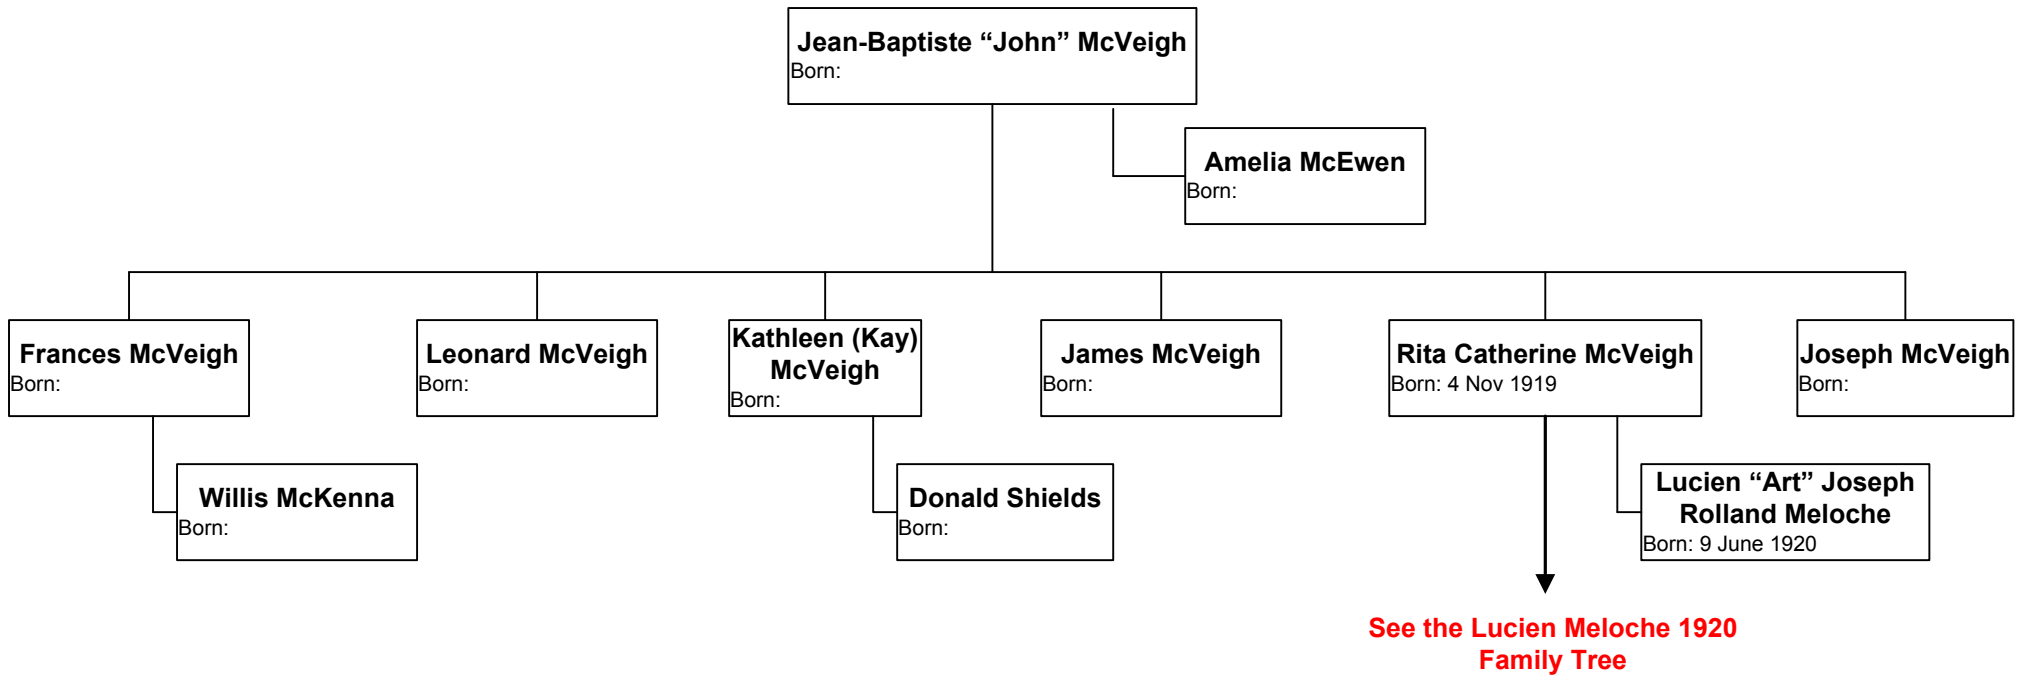 Jean-Baptiste “John” McVeigh
Born:
Amelia McEwen
Born:
Frances McVeigh
Born:
Leonard McVeigh
Born:
Kathleen (Kay)
McVeigh
Born:
James McVeigh
Born:
Rita Catherine McVeigh
Born: 4 Nov 1919
Joseph McVeigh
Born:
Willis McKenna
Born:
Donald Shields
Born:
Lucien “Art” Joseph
Rolland Meloche
Born: 9 June 1920
See the Lucien Meloche 1920
Family Tree